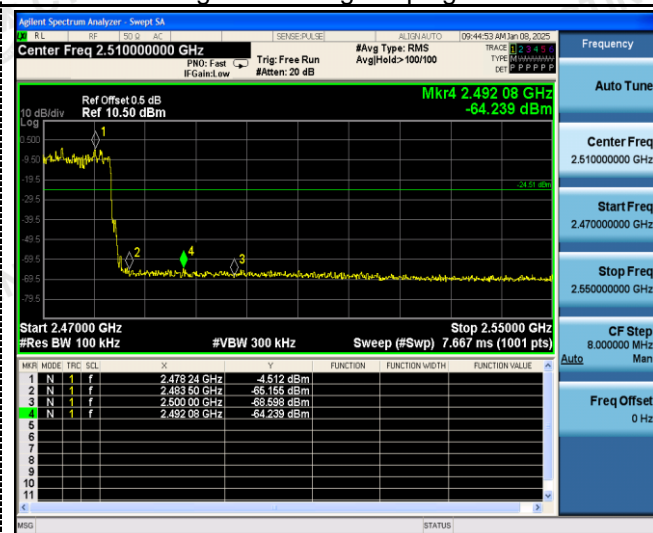 Agilent Spectrum Analyzer - Swept SA
RL RF 50 Ω AC SENSE:PULSE ALIGN AUTO 09:44:53 AM Jan 08, 2025
Center Freq 2.510000000 GHz
PNO: Fast
IFGain:Low
Trig: Free Run
#Atten: 20 dB
#Avg Type: RMS
Avg|Hold:>100/100
TRACE 1 2 3 4 5 6
TYPE
DET P P P P P P
Frequency
Mkr4 2.492 08 GHz
-64.239 dBm
Ref Offset 0.5 dB
10 dB/div Ref 10.50 dBm
Log
0.500
-9.50
-19.5
-29.5
-39.5
-49.5
-59.5
-69.5
-79.5
-24.51 dBm
1
2
4
3
Start 2.47000 GHz Stop 2.55000 GHz
#Res BW 100 kHz #VBW 300 kHz Sweep (#Swp) 7.667 ms (1001 pts)
MKR MODE TRC SCL X Y FUNCTION FUNCTION WIDTH FUNCTION VALUE
1 N 1 f 2.478 24 GHz -4.512 dBm
2 N 1 f 2.483 50 GHz -65.155 dBm
3 N 1 f 2.500 00 GHz -68.598 dBm
4 N 1 f 2.492 08 GHz -64.239 dBm
5
6
7
8
9
10
11
MSG STATUS
Auto Tune
Center Freq
2.510000000 GHz
Start Freq
2.470000000 GHz
Stop Freq
2.550000000 GHz
CF Step
8.000000 MHz
Auto Man
Freq Offset
0 Hz